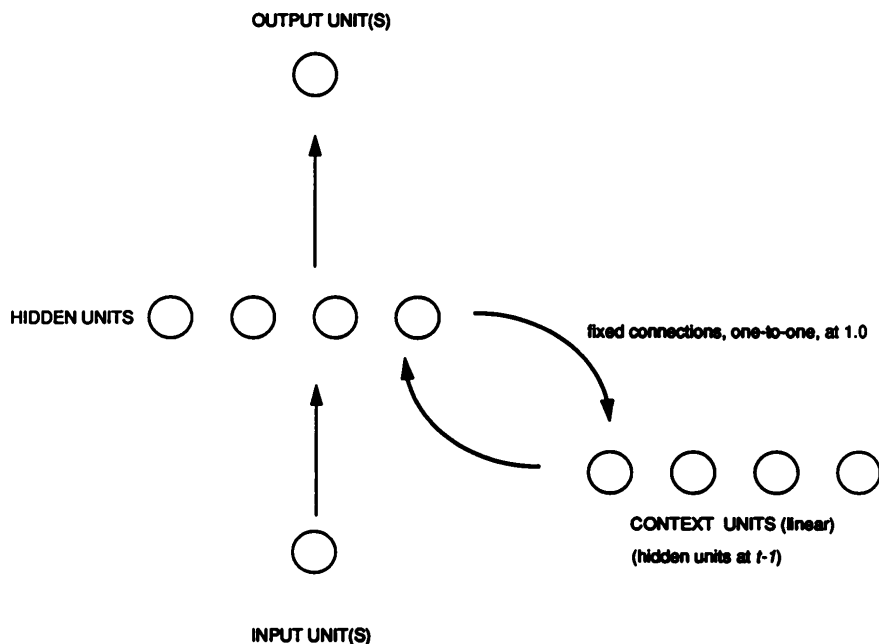 OUTPUT UNIT(S)
HIDDEN UNITS
fixed connections, one-to-one, at 1.0
CONTEXT UNITS (linear)
(hidden units at t-1)
INPUT UNIT(S)